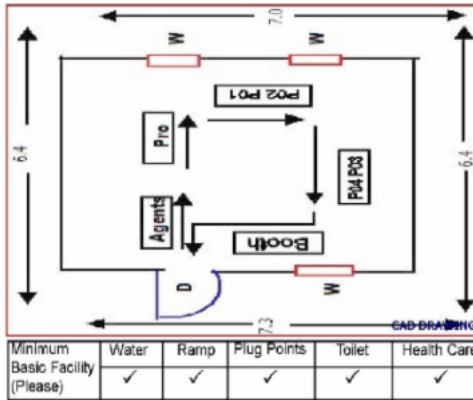 7.0
W
W
P02 P01
Pro
6.4
6.4
P04 P03
Agents
Booth
D
W
7.3
CAD DRAWING
Minimum Basic Facility (Please)
Water
Ramp
Plug Points
Toilet
Health Care
✓ ✓ ✓ ✓ ✓